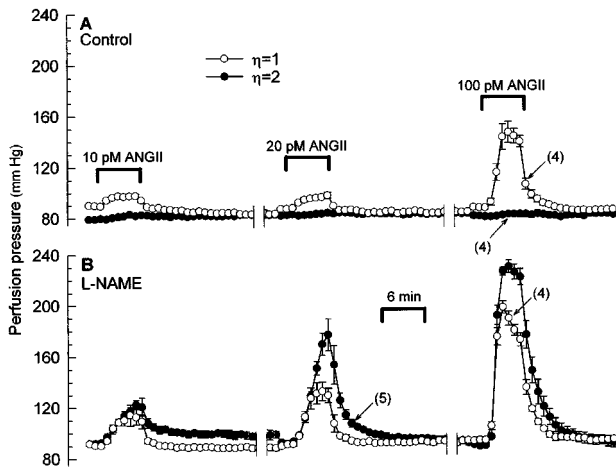 A
Control
η=1
η=2
10 pM ANGII
20 pM ANGII
100 pM ANGII
(4)
(4)
240
200
160
120
80
Perfusion pressure (mm Hg)
B
L-NAME
6 min
(5)
(4)
240
200
160
120
80